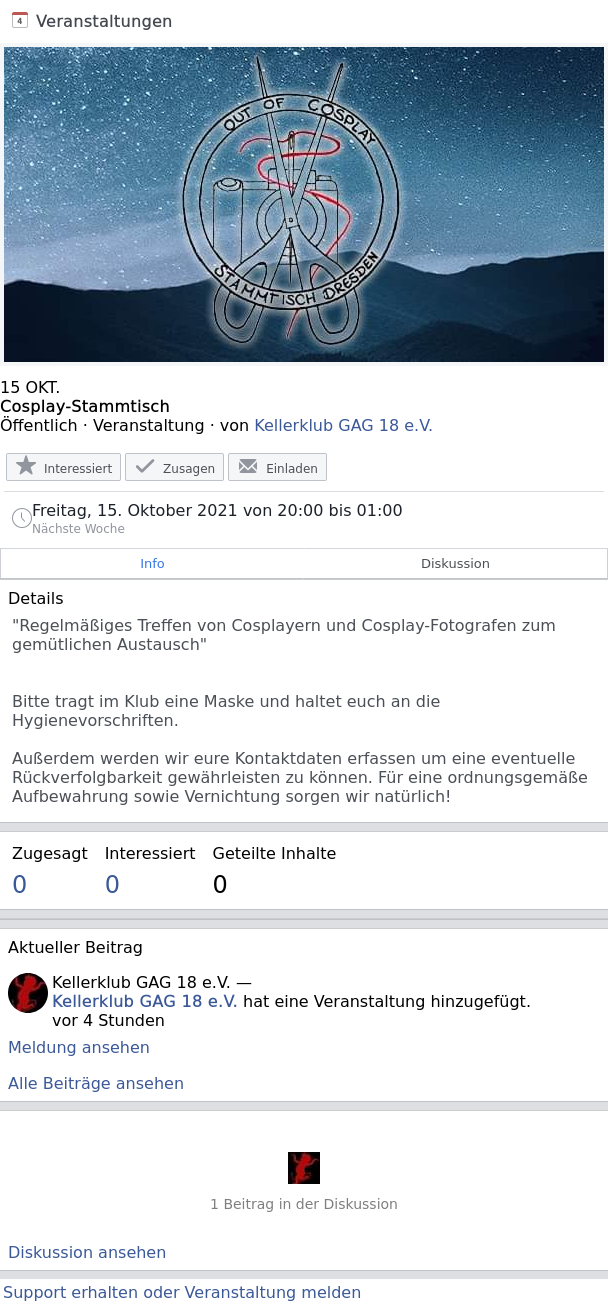 4 Veranstaltungen
OUT OF COSPLAY
STAMMTISCH DRESDEN
15 OKT.
Cosplay-Stammtisch
Öffentlich · Veranstaltung · von Kellerklub GAG 18 e.V.
Interessiert Zusagen Einladen
Freitag, 15. Oktober 2021 von 20:00 bis 01:00
Nächste Woche
Info Diskussion
Details
"Regelmäßiges Treffen von Cosplayern und Cosplay-Fotografen zum
gemütlichen Austausch"
Bitte tragt im Klub eine Maske und haltet euch an die
Hygienevorschriften.
Außerdem werden wir eure Kontaktdaten erfassen um eine eventuelle
Rückverfolgbarkeit gewährleisten zu können. Für eine ordnungsgemäße
Aufbewahrung sowie Vernichtung sorgen wir natürlich!
Zugesagt Interessiert Geteilte Inhalte
0 0 0
Aktueller Beitrag
Kellerklub GAG 18 e.V. —
Kellerklub GAG 18 e.V. hat eine Veranstaltung hinzugefügt.
vor 4 Stunden
Meldung ansehen
Alle Beiträge ansehen
1 Beitrag in der Diskussion
Diskussion ansehen
Support erhalten oder Veranstaltung melden